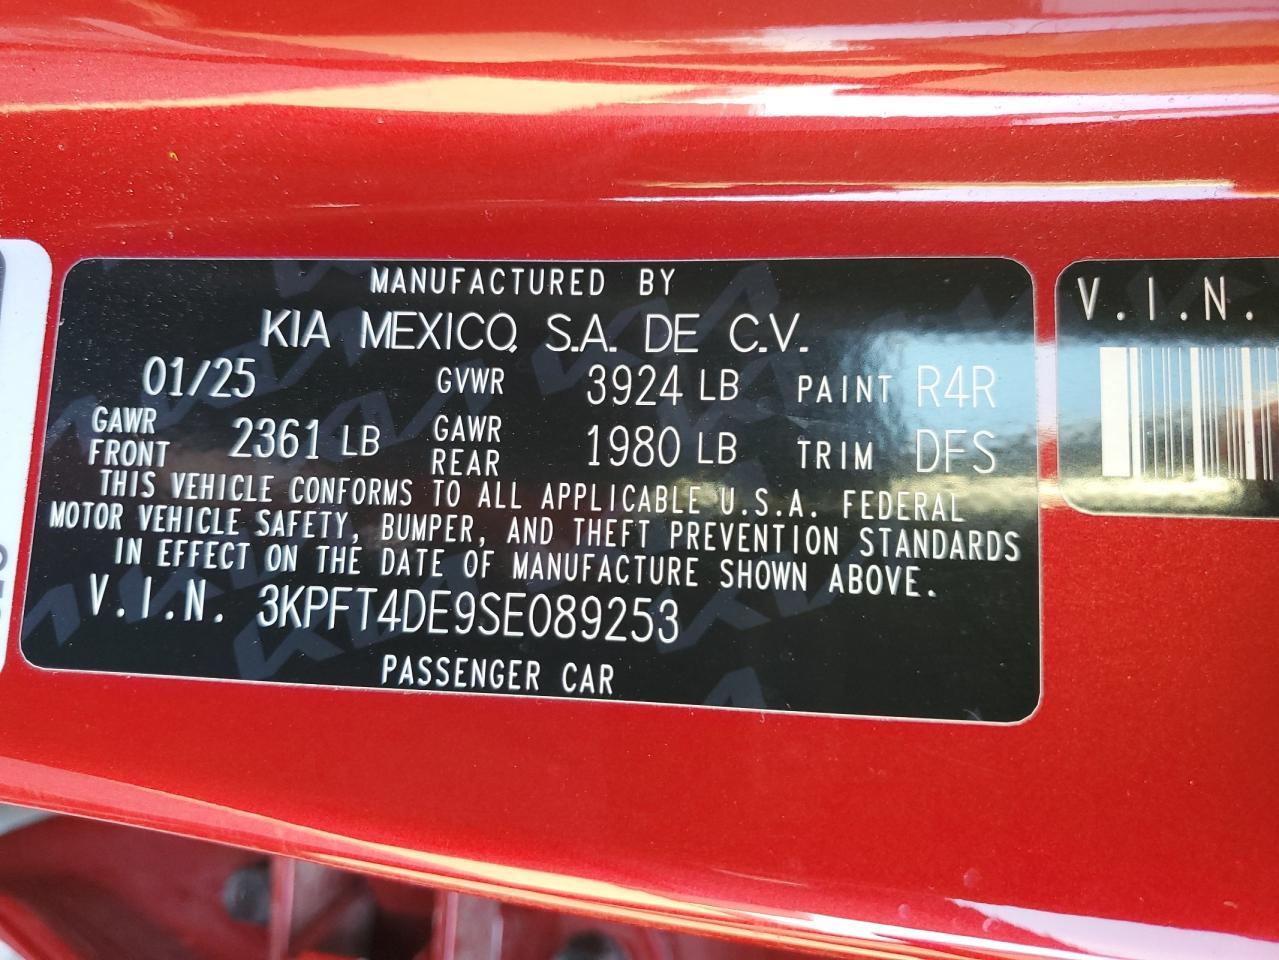 MANUFACTURED BY
KIA MEXICO, S.A. DE C.V.
01/25 GVWR 3924 LB PAINT R4R
GAWR FRONT 2361 LB GAWR REAR 1980 LB TRIM DFS
THIS VEHICLE CONFORMS TO ALL APPLICABLE U.S.A. FEDERAL
MOTOR VEHICLE SAFETY, BUMPER, AND THEFT PREVENTION STANDARDS
IN EFFECT ON THE DATE OF MANUFACTURE SHOWN ABOVE.
V.I.N. 3KPFT4DE9SE089253
PASSENGER CAR
V.I.N.